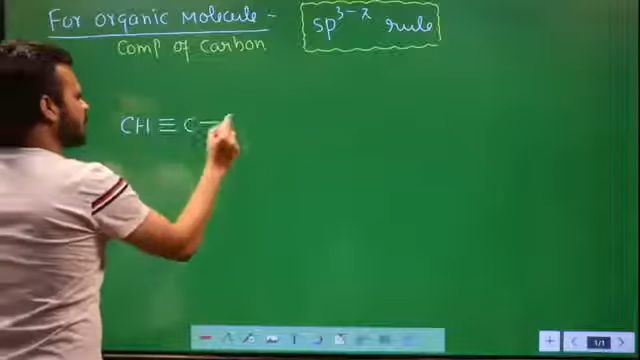 For organic molecule -
Comp of Carbon
sp³⁻ᵡ rule
CH ≡ C —
1/1